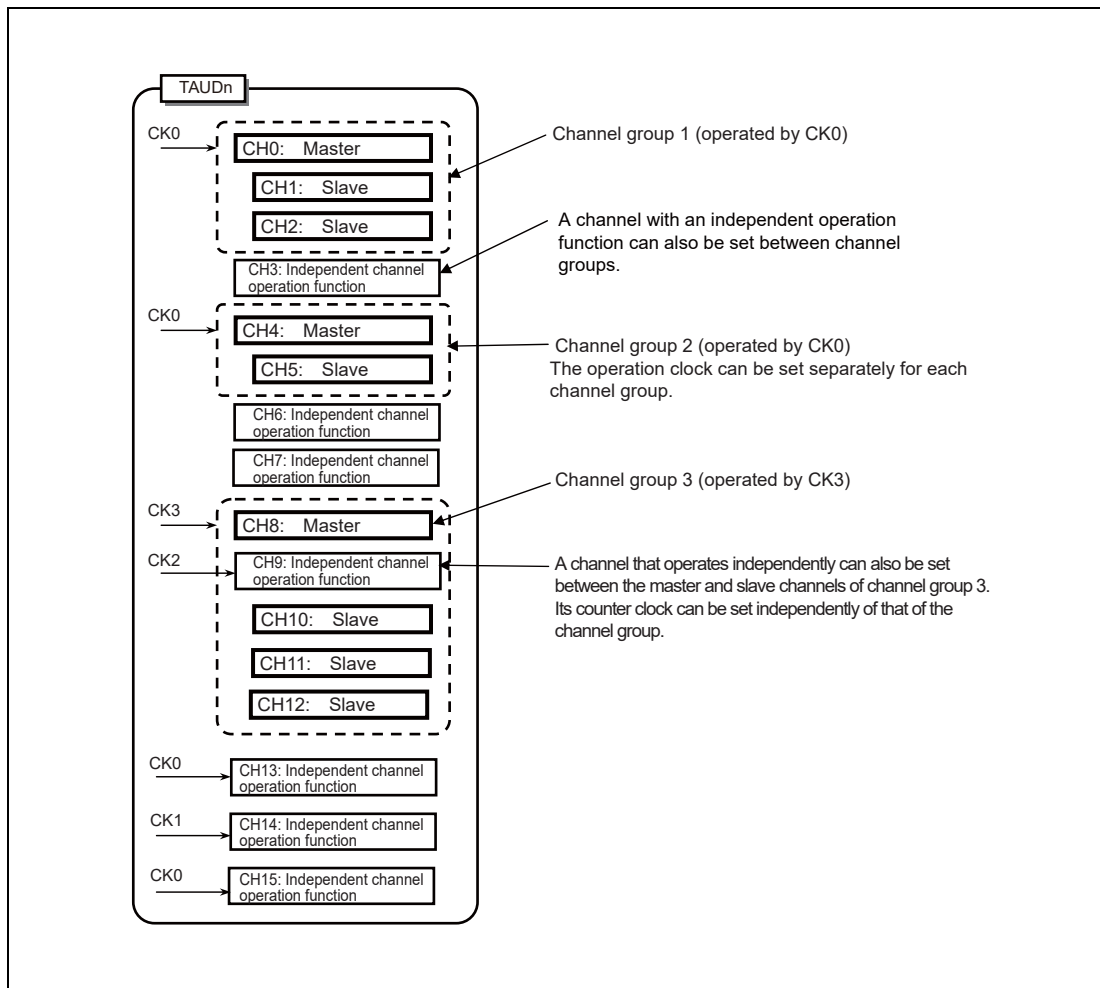 TAUDn
CK0
CH0: Master
Channel group 1 (operated by CK0)
CH1: Slave
CH2: Slave
A channel with an independent operation
function can also be set between channel
groups.
CH3: Independent channel
operation function
CK0
CH4: Master
Channel group 2 (operated by CK0)
The operation clock can be set separately for each
channel group.
CH5: Slave
CH6: Independent channel
operation function
CH7: Independent channel
operation function
Channel group 3 (operated by CK3)
CK3
CH8: Master
CK2
CH9: Independent channel
operation function
A channel that operates independently can also be set
between the master and slave channels of channel group 3.
Its counter clock can be set independently of that of the
channel group.
CH10: Slave
CH11: Slave
CH12: Slave
CK0
CH13: Independent channel
operation function
CK1
CH14: Independent channel
operation function
CK0
CH15: Independent channel
operation function